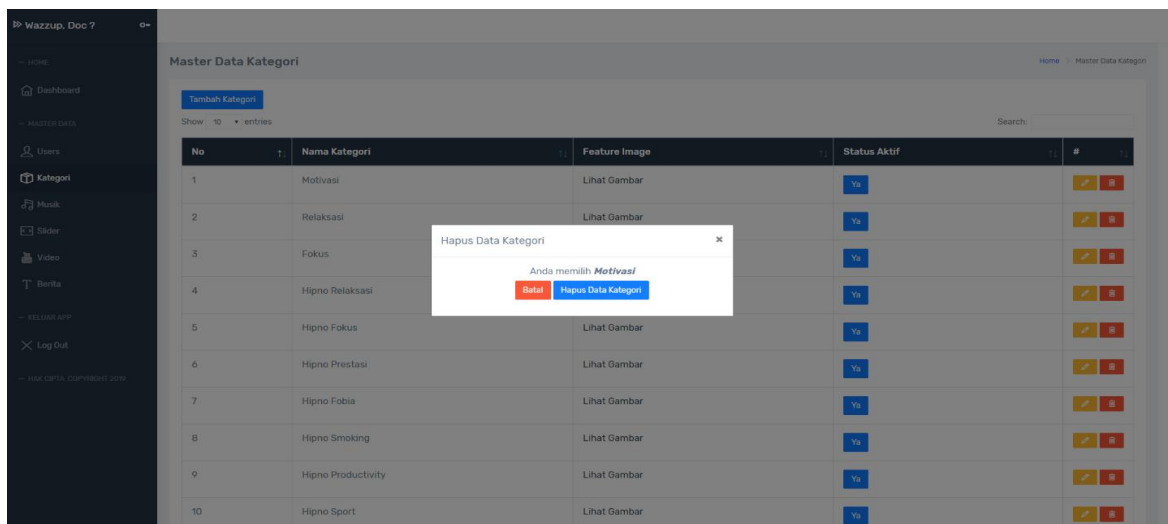 Wazzup, Doc ?
HOME
Dashboard
MASTER DATA
Users
Kategori
Musik
Slider
Video
Berita
KELUAR APP
Log Out
HAK CIPTA, COPYRIGHT 2019
Master Data Kategori
Home Master Data Kategori
Tambah Kategori
Show 10 entries
Search:
No Nama Kategori Feature Image Status Aktif #
1 Motivasi Lihat Gambar Ya
2 Relaksasi Lihat Gambar Ya
3 Fokus Ya
4 Hipno Relaksasi Ya
5 Hipno Fokus Lihat Gambar Ya
6 Hipno Prestasi Lihat Gambar Ya
7 Hipno Fobia Lihat Gambar Ya
8 Hipno Smoking Lihat Gambar Ya
9 Hipno Productivity Lihat Gambar Ya
10 Hipno Sport Lihat Gambar Ya
Hapus Data Kategori
Anda memilih Motivasi
Batal Hapus Data Kategori